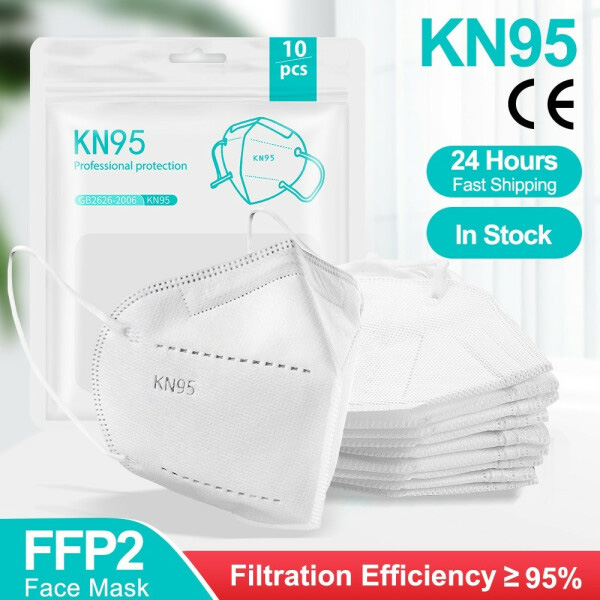 10
pcs
KN95
Professional protection
GB2626-2006 | KN95
KN95
KN95
KN95
CE
24 Hours
Fast Shipping
In Stock
FFP2
Face Mask
Filtration Efficiency ≥ 95%